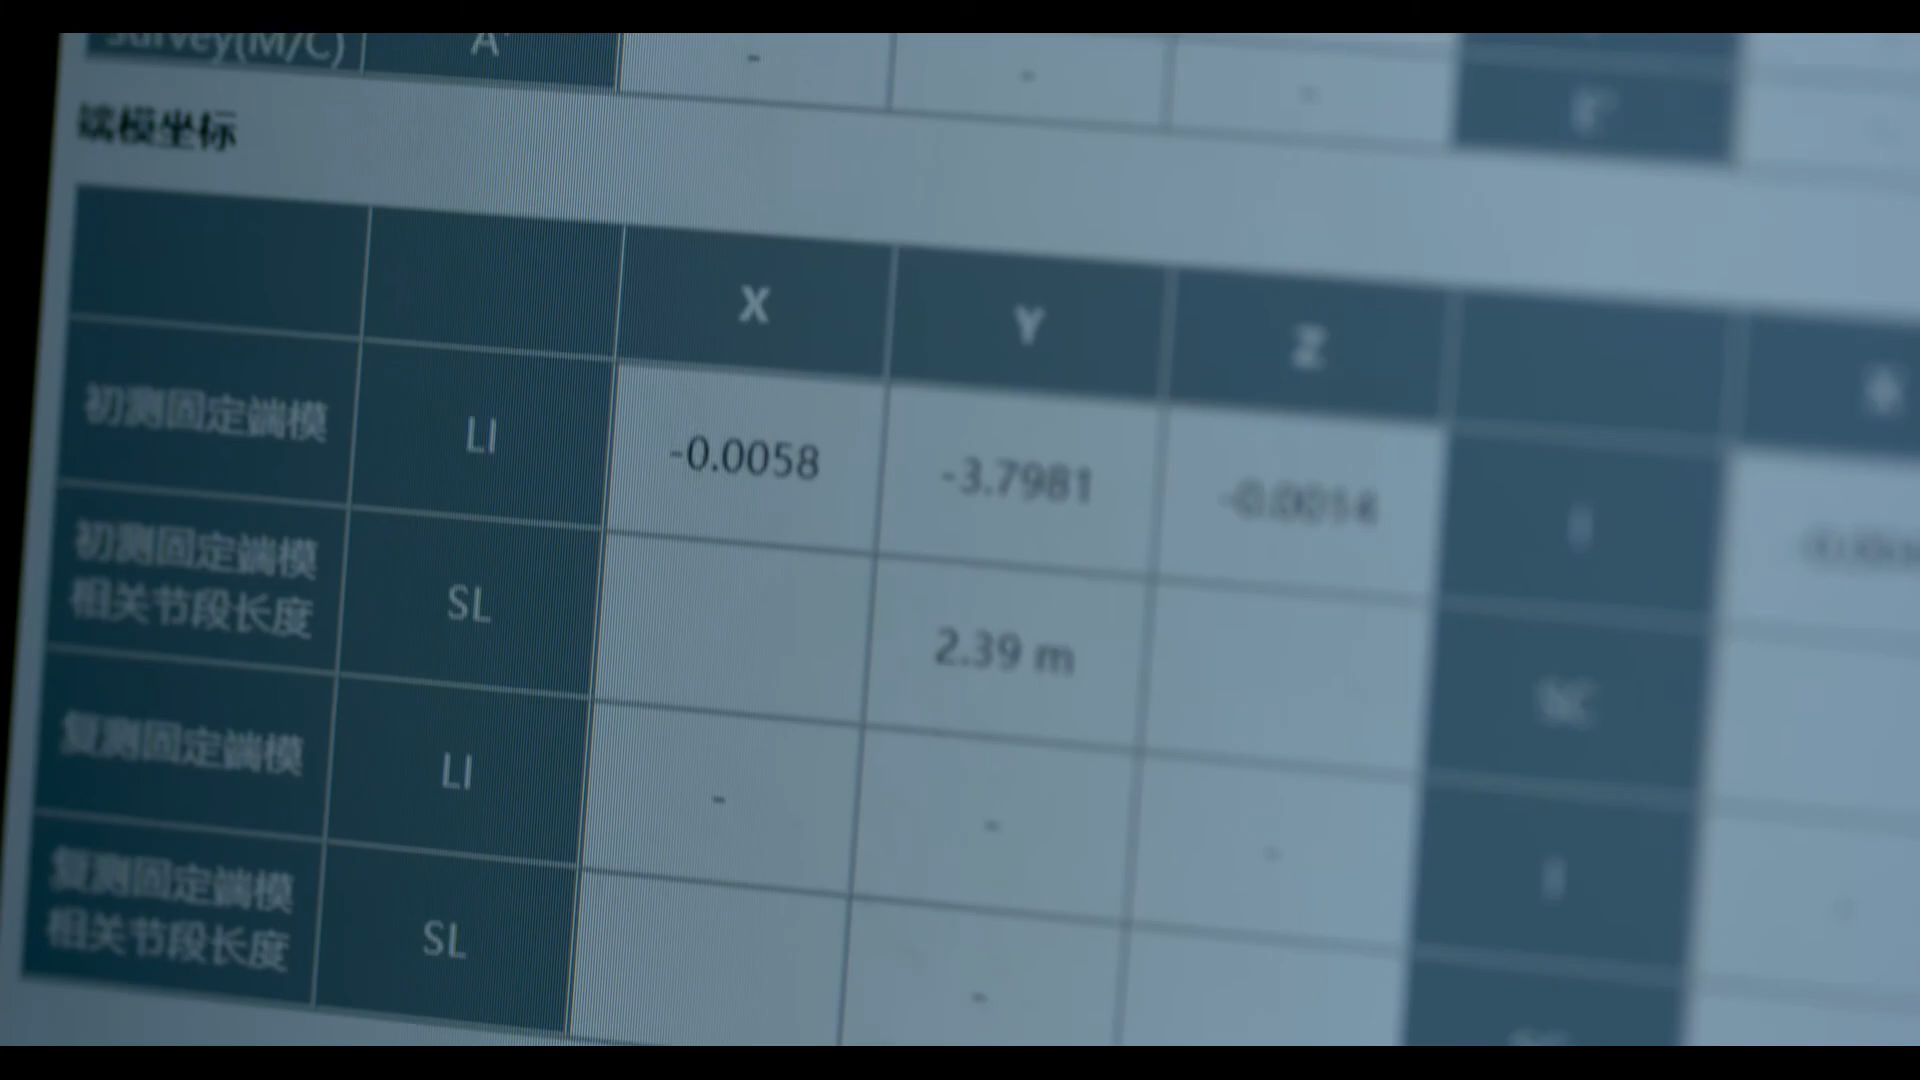 Survey(M/C) A' - - -
端模坐标
X Y Z
初测固定端模 LI -0.0058 -3.7981 -0.0014
初测固定端模
相关节段长度 SL 2.39 m
复测固定端模 LI - - -
复测固定端模
相关节段长度 SL -